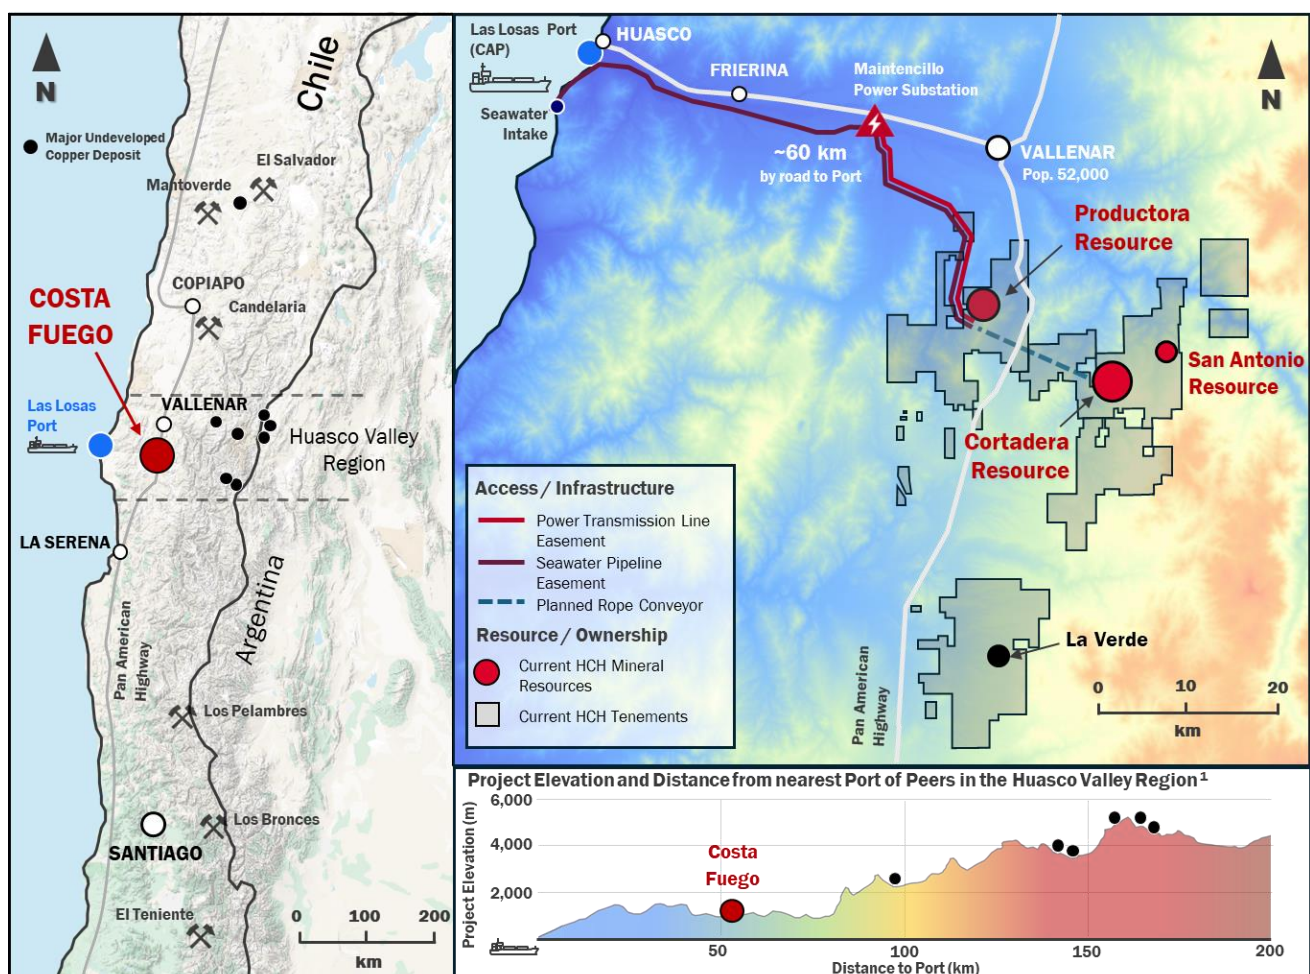 N
Major Undeveloped
Copper Deposit
Chile
El Salvador
Mantoverde
COPIAPO
Candelaria
COSTA
FUEGO
Las Losas
Port
VALLENAR
Huasco Valley
Region
LA SERENA
Argentina
Pan American
Highway
Los Pelambres
Los Bronces
SANTIAGO
El Teniente
0 100 200
km
Las Losas Port
(CAP)
HUASCO
Seawater
Intake
FRIERINA
Maintencillo
Power Substation
~60 km
by road to Port
VALLENAR
Pop. 52,000
N
Productora
Resource
San Antonio
Resource
Cortadera
Resource
La Verde
Pan American
Highway
0 10 20
km
Access / Infrastructure
Power Transmission Line
Easement
Seawater Pipeline
Easement
Planned Rope Conveyor
Resource / Ownership
Current HCH Mineral
Resources
Current HCH Tenements
Project Elevation and Distance from nearest Port of Peers in the Huasco Valley Region¹
Project Elevation (m)
6,000
4,000
2,000
Costa
Fuego
50 100 150 200
Distance to Port (km)